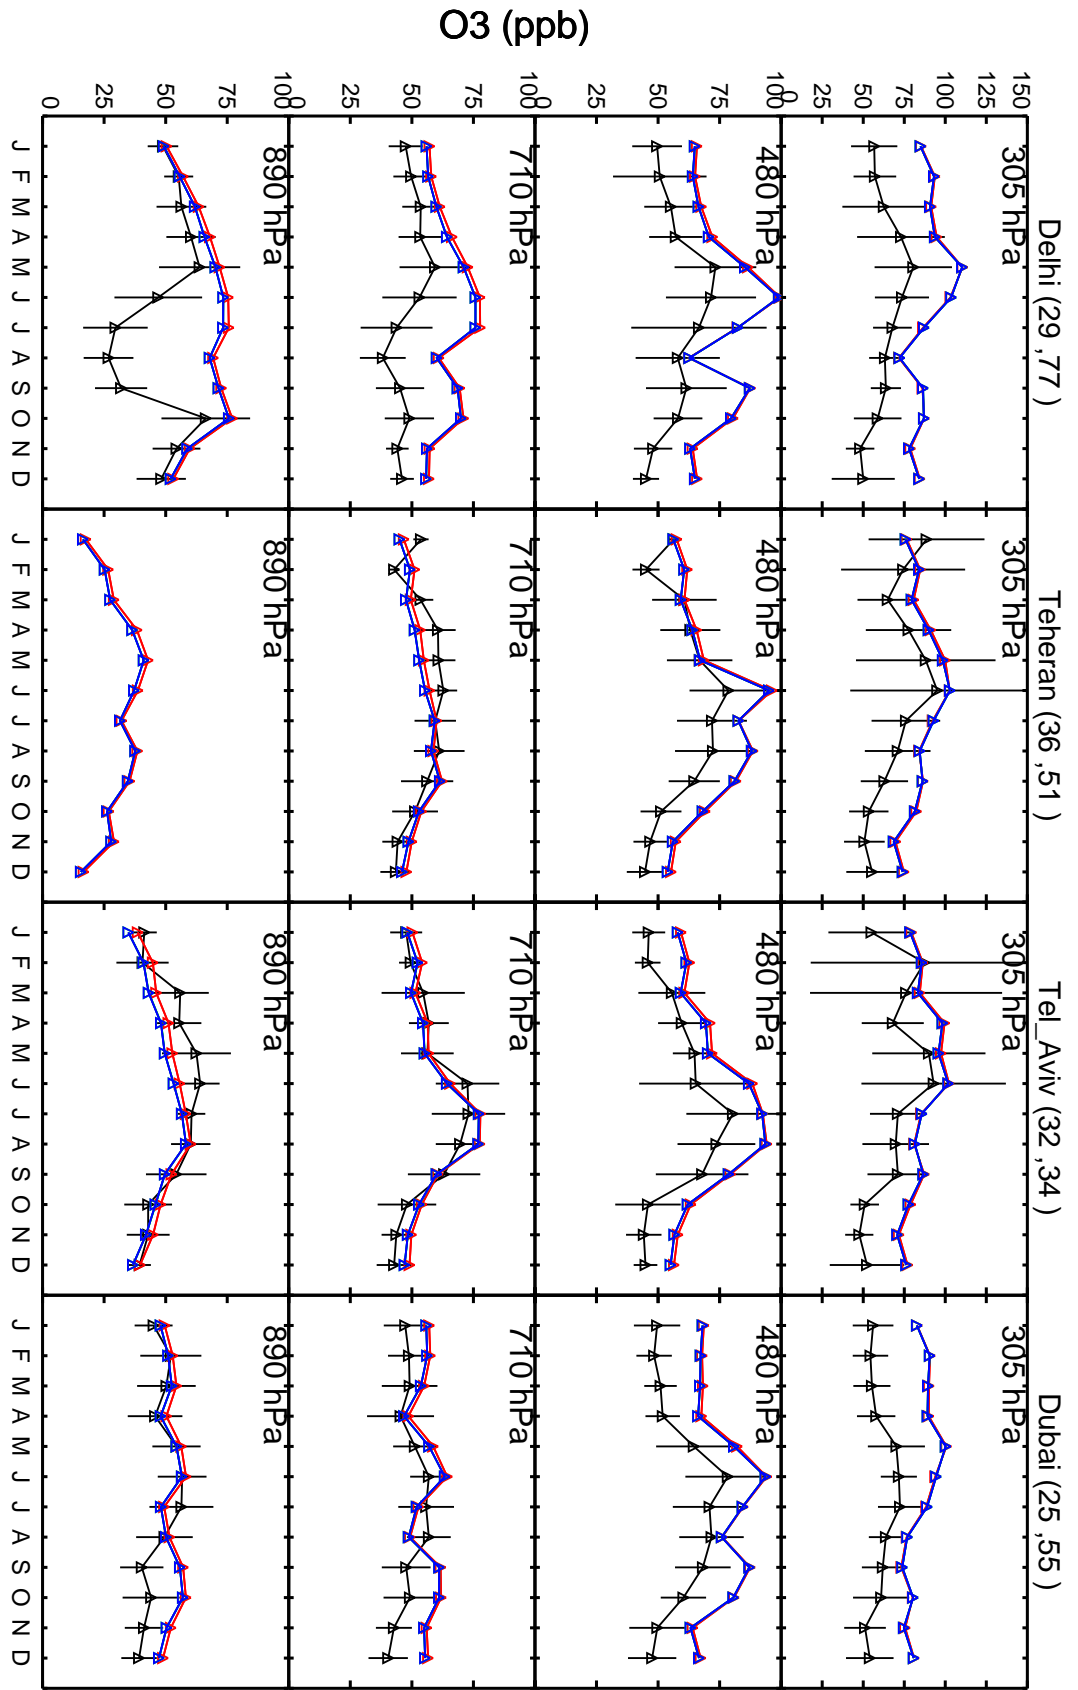 O3 (ppb)
0 25 50 75 100 0 25 50 75 100 0 25 50 75 100 0 25 50 75 100 125 150
Delhi (29 ,77 )
305 hPa
480 hPa
710 hPa
890 hPa
J F M A M J J A S O N D
Teheran (36 ,51 )
305 hPa
480 hPa
710 hPa
890 hPa
J F M A M J J A S O N D
Tel_Aviv (32 ,34 )
305 hPa
480 hPa
710 hPa
890 hPa
J F M A M J J A S O N D
Dubai (25 ,55 )
305 hPa
480 hPa
710 hPa
890 hPa
J F M A M J J A S O N D